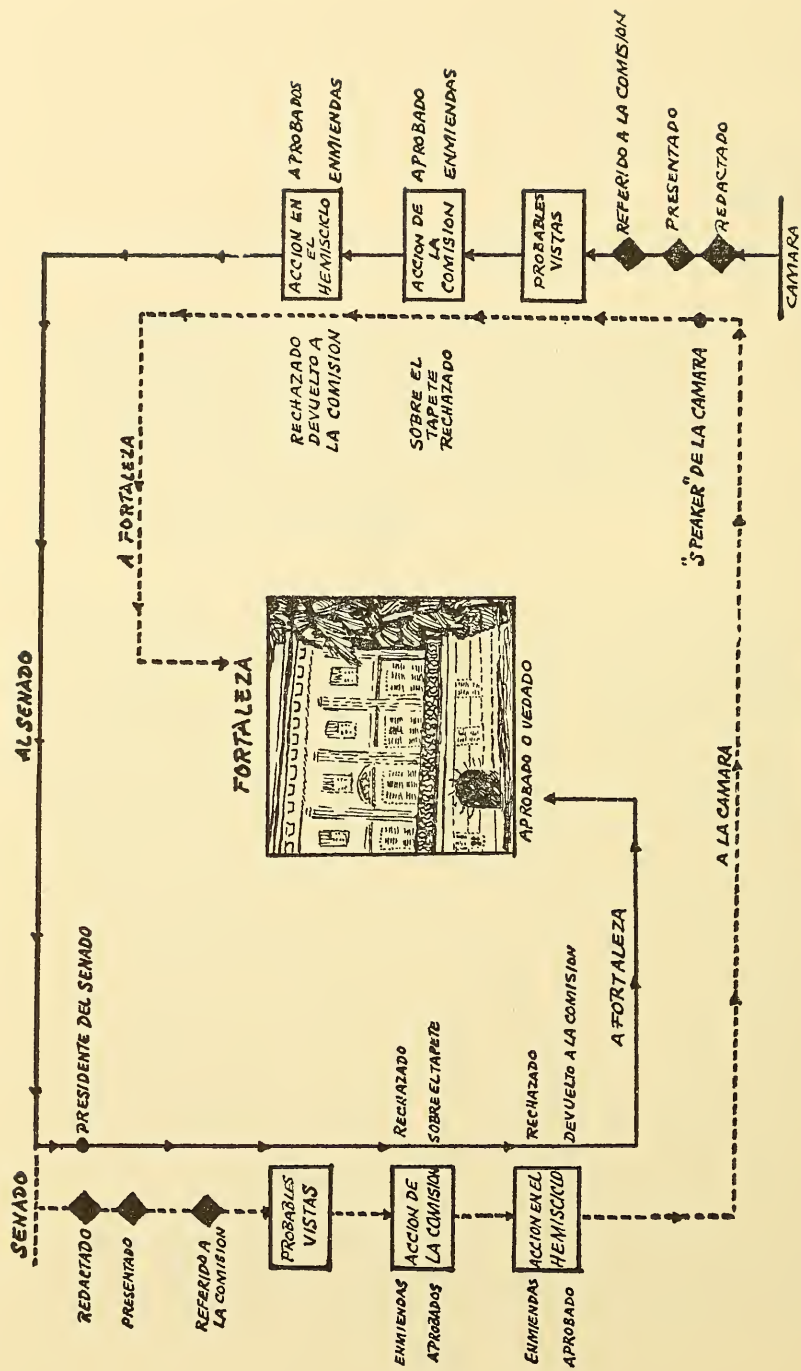 SENADO
REDACTADO
PRESENTADO
REFERIDO A
LA COMISION
PROBABLES
VISTAS
ENMIENDAS
APROBADOS
ACCION DE
LA COMISION
ENMIENDAS
APROBADO
ACCION EN EL
HEMISCICLO
PRESIDENTE DEL SENADO
RECHAZADO
SOBRE EL TAPETE
RECHAZADO
DEVUELTO A LA COMISION
A FORTALEZA
AL SENADO
FORTALEZA
APROBADO O VEDADO
A LA CAMARA
A FORTALEZA
RECHAZADO
DEVUELTO A
LA COMISION
SOBRE EL
TAPETE
RECHAZADO
"SPEAKER" DE LA CAMARA
ACCION EN
EL
HEMISCICLO
APROBADOS
ENMIENDAS
ACCION DE
LA
COMISION
APROBADO
ENMIENDAS
PROBABLES
VISTAS
REFERIDO A LA COMISION
PRESENTADO
REDACTADO
CAMARA